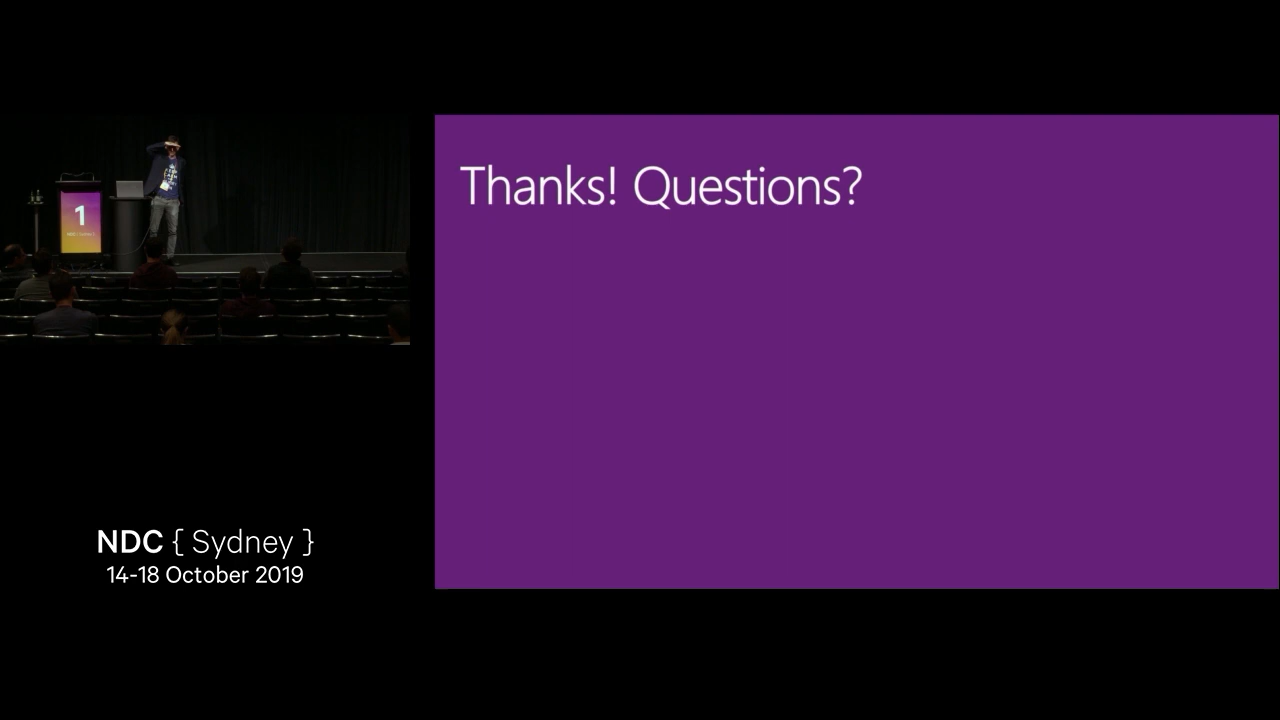 Thanks! Questions?
1
NDC { Sydney }
14-18 October 2019